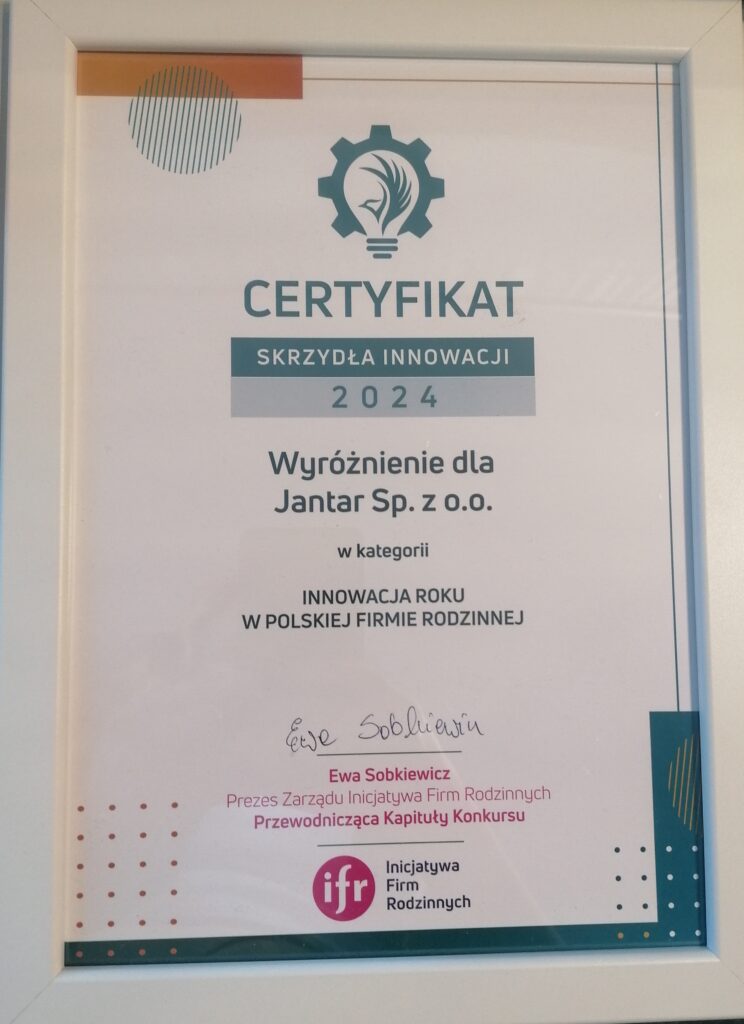 CERTYFIKAT
SKRZYDŁA INNOWACJI
2024
Wyróżnienie dla
Jantar Sp. z o.o.
w kategorii
INNOWACJA ROKU
W POLSKIEJ FIRMIE RODZINNEJ
Ewa Sobkiewicz
Ewa Sobkiewicz
Prezes Zarządu Inicjatywa Firm Rodzinnych
Przewodnicząca Kapituły Konkursu
ifr
Inicjatywa
Firm
Rodzinnych